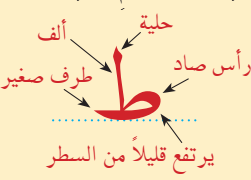 حلية
ألف
رأس صاد
طرف صغير
ط
يرتفع قليلاً من السطر